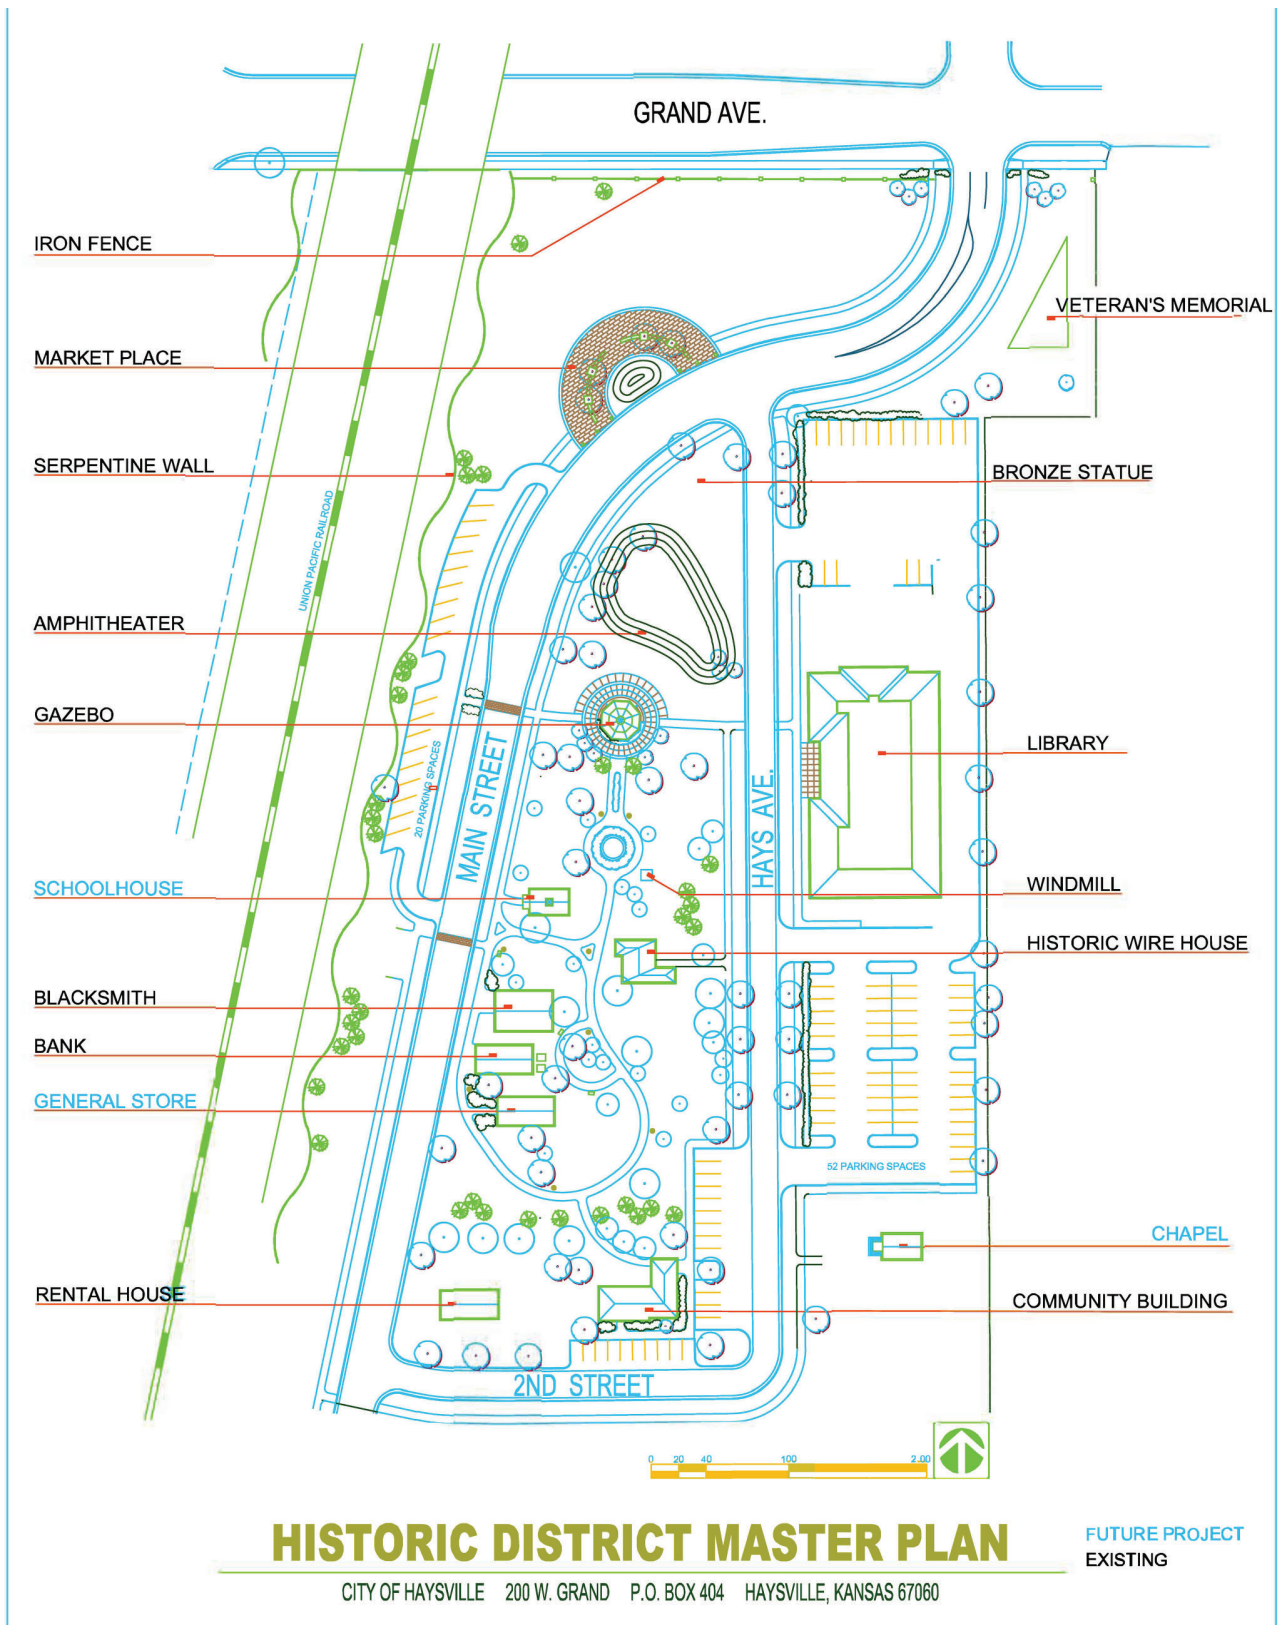 GRAND AVE.
IRON FENCE
VETERAN'S MEMORIAL
MARKET PLACE
SERPENTINE WALL
BRONZE STATUE
UNION PACIFIC RAILROAD
AMPHITHEATER
GAZEBO
LIBRARY
20 PARKING SPACES
MAIN STREET
HAYS AVE.
SCHOOLHOUSE
WINDMILL
HISTORIC WIRE HOUSE
BLACKSMITH
BANK
GENERAL STORE
52 PARKING SPACES
CHAPEL
RENTAL HOUSE
COMMUNITY BUILDING
2ND STREET
0 20 40 100 2.00
HISTORIC DISTRICT MASTER PLAN
FUTURE PROJECT
EXISTING
CITY OF HAYSVILLE 200 W. GRAND P.O. BOX 404 HAYSVILLE, KANSAS 67060